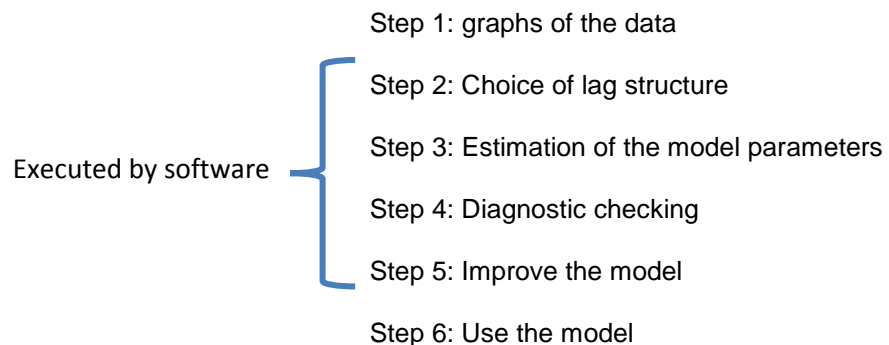 Step 1: graphs of the data
Step 2: Choice of lag structure
Step 3: Estimation of the model parameters
Executed by software
Step 4: Diagnostic checking
Step 5: Improve the model
Step 6: Use the model